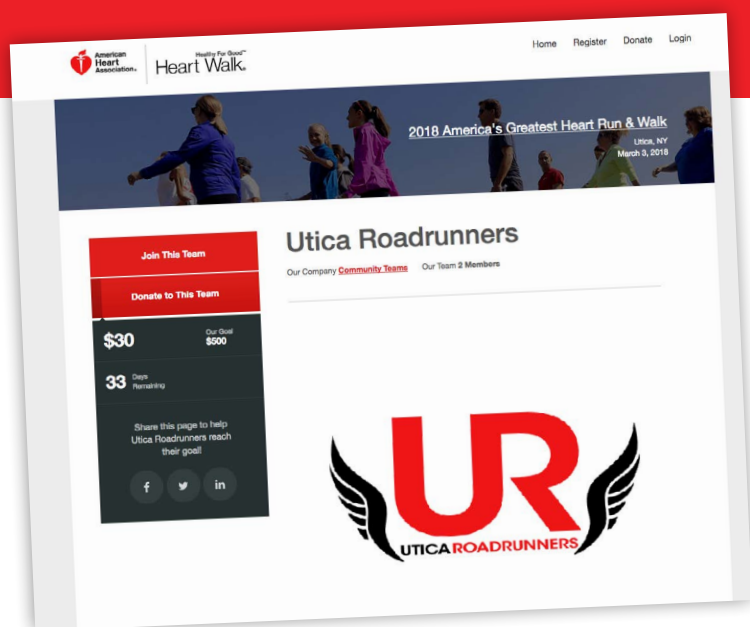 American
Heart
Association®
Healthy For Good™
Heart Walk®
Home Register Donate Login
2018 America's Greatest Heart Run & Walk
Utica, NY
March 3, 2018
Join This Team
Donate to This Team
$30
Our Goal
$500
33 Days
Remaining
Share this page to help
Utica Roadrunners reach
their goal!
Utica Roadrunners
Our Company Community Teams Our Team 2 Members
UR
UTICA ROADRUNNERS